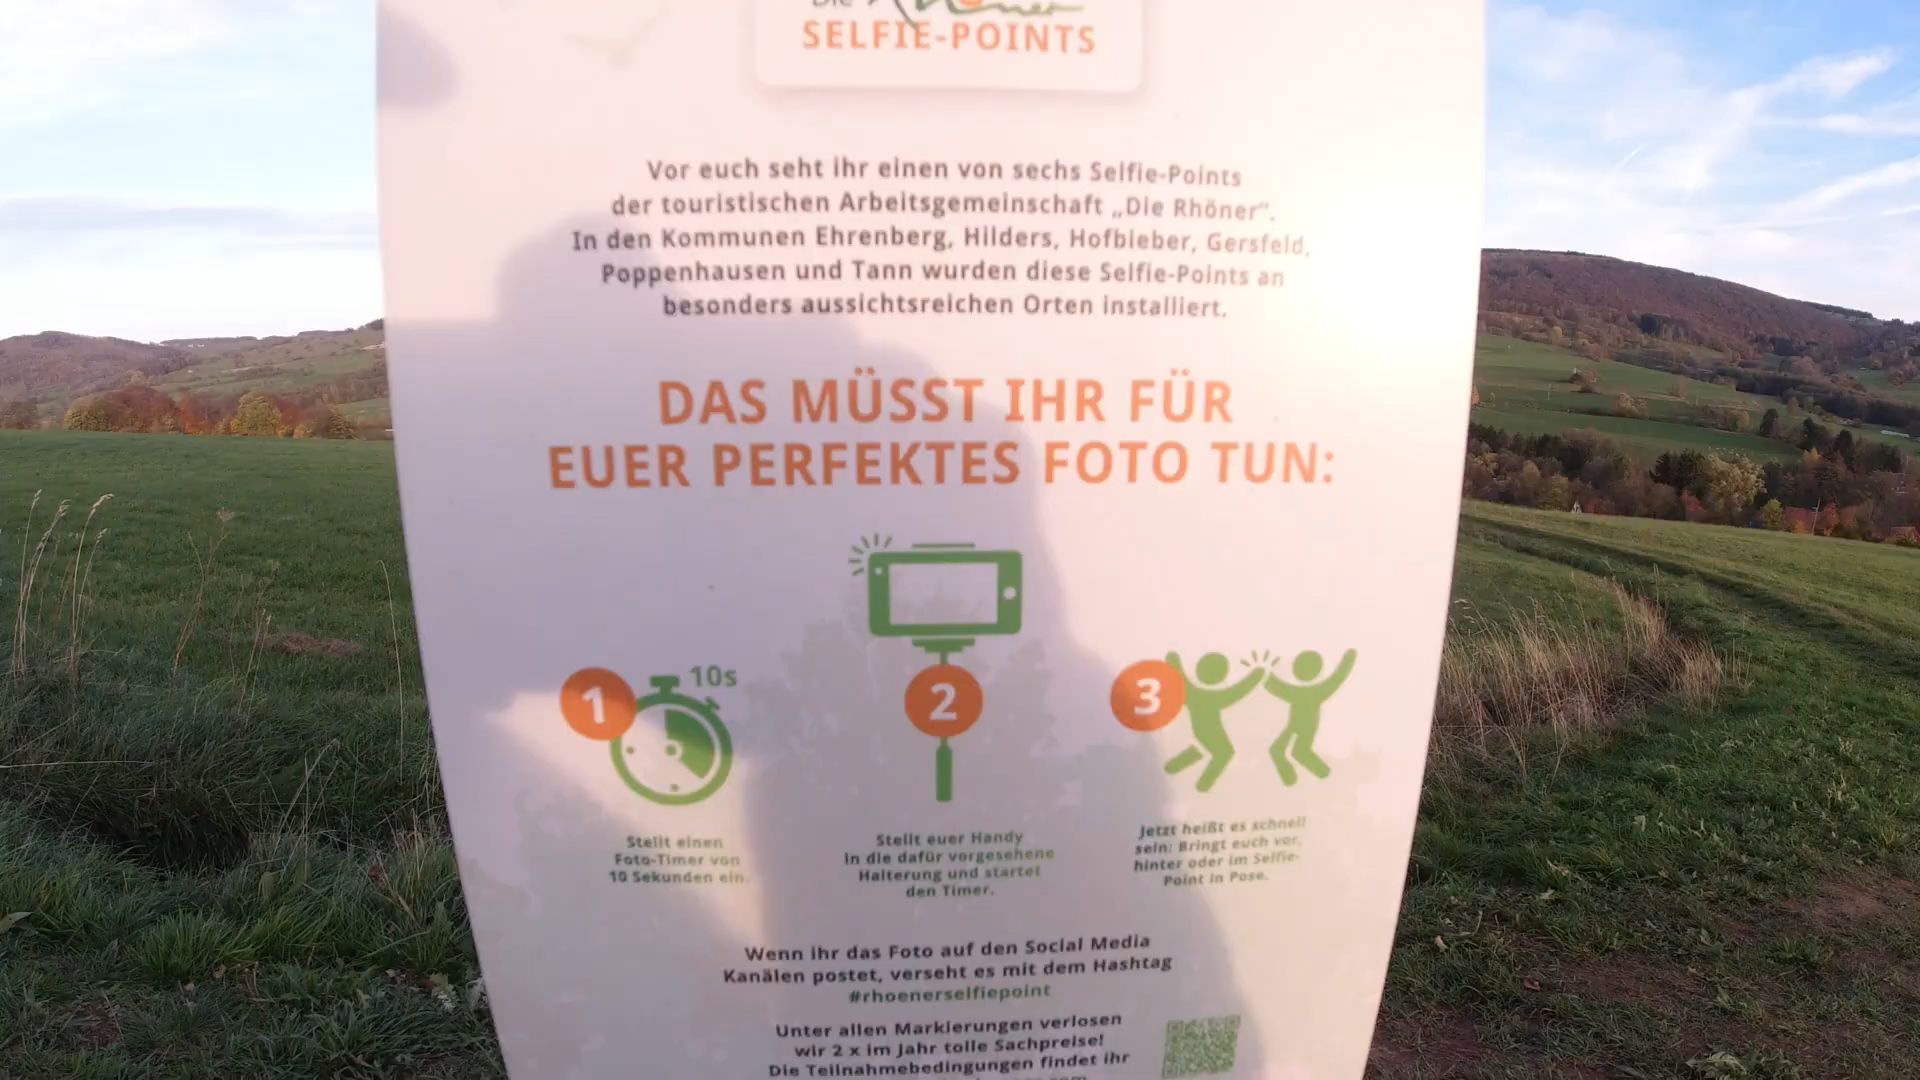 Die Rhöner
SELFIE-POINTS
Vor euch seht ihr einen von sechs Selfie-Points
der touristischen Arbeitsgemeinschaft „Die Rhöner“.
In den Kommunen Ehrenberg, Hilders, Hofbieber, Gersfeld,
Poppenhausen und Tann wurden diese Selfie-Points an
besonders aussichtsreichen Orten installiert.
DAS MÜSST IHR FÜR
EUER PERFEKTES FOTO TUN:
10s
1
2
3
Stellt einen
Foto-Timer von
10 Sekunden ein.
Stellt euer Handy
in die dafür vorgesehene
Halterung und startet
den Timer.
Jetzt heißt es schnell
sein: Bringt euch vor,
hinter oder im Selfie-
Point in Pose.
Wenn ihr das Foto auf den Social Media
Kanälen postet, verseht es mit dem Hashtag
#rhoenerselfiepoint
Unter allen Markierungen verlosen
wir 2 x im Jahr tolle Sachpreise!
Die Teilnahmebedingungen findet ihr